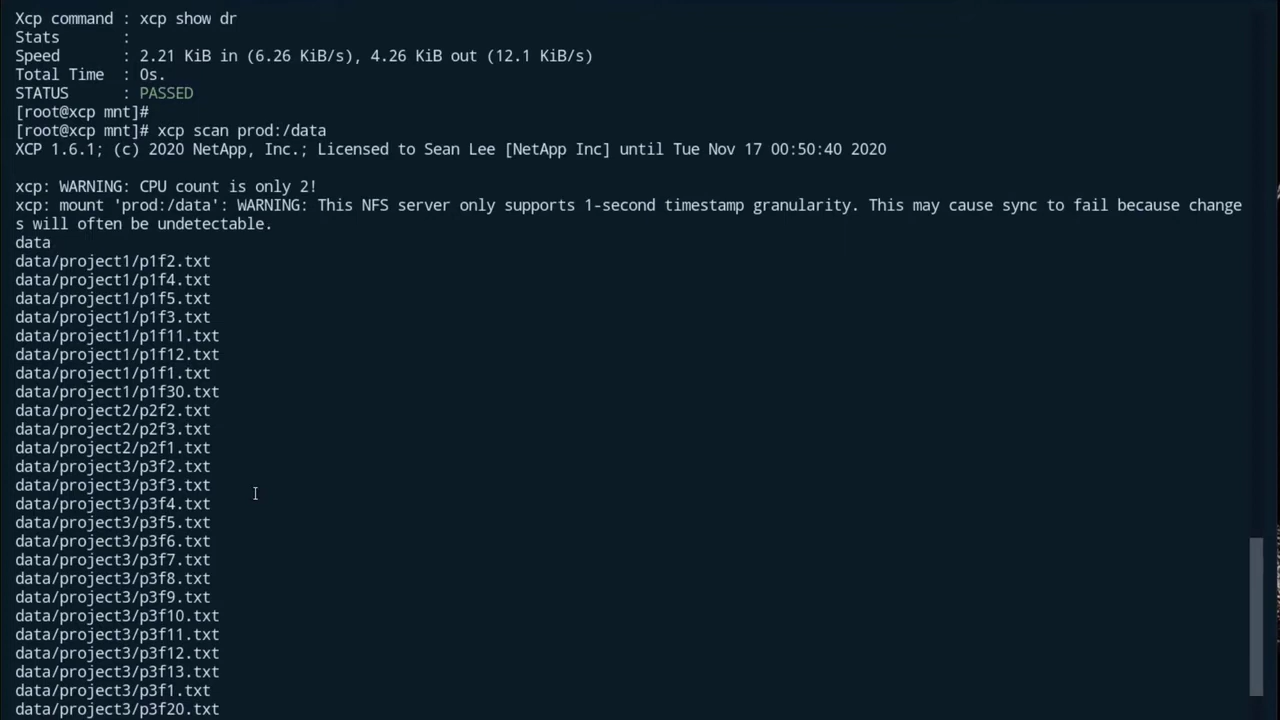 Xcp command : xcp show dr
Stats       :
Speed       : 2.21 KiB in (6.26 KiB/s), 4.26 KiB out (12.1 KiB/s)
Total Time  : 0s.
STATUS      : PASSED
[root@xcp mnt]#
[root@xcp mnt]# xcp scan prod:/data
XCP 1.6.1; (c) 2020 NetApp, Inc.; Licensed to Sean Lee [NetApp Inc] until Tue Nov 17 00:50:40 2020
xcp: WARNING: CPU count is only 2!
xcp: mount 'prod:/data': WARNING: This NFS server only supports 1-second timestamp granularity. This may cause sync to fail because change
s will often be undetectable.
data
data/project1/p1f2.txt
data/project1/p1f4.txt
data/project1/p1f5.txt
data/project1/p1f3.txt
data/project1/p1f11.txt
data/project1/p1f12.txt
data/project1/p1f1.txt
data/project1/p1f30.txt
data/project2/p2f2.txt
data/project2/p2f3.txt
data/project2/p2f1.txt
data/project3/p3f2.txt
data/project3/p3f3.txt
data/project3/p3f4.txt
data/project3/p3f5.txt
data/project3/p3f6.txt
data/project3/p3f7.txt
data/project3/p3f8.txt
data/project3/p3f9.txt
data/project3/p3f10.txt
data/project3/p3f11.txt
data/project3/p3f12.txt
data/project3/p3f13.txt
data/project3/p3f1.txt
data/project3/p3f20.txt